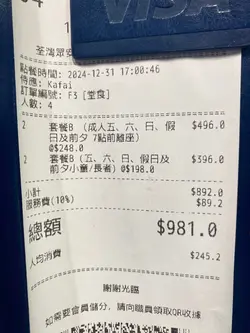 VISA
荃灣眾安
點餐時間: 2024-12-31 17:00:46
侍應: Kafai
訂單編號: F3 [堂食]
人數: 4
2 套餐B (成人五、六、日、假 $496.0
日及前夕 7點前離座)
@$248.0
2 套餐B (五、六、日、假日及 $396.0
前夕小童/長者) @$198.0
小計 $892.0
服務費(10%) $89.2
總額 $981.0
人均消費 $245.2
謝謝光臨
如需要會員儲分, 請向職員領取QR收據